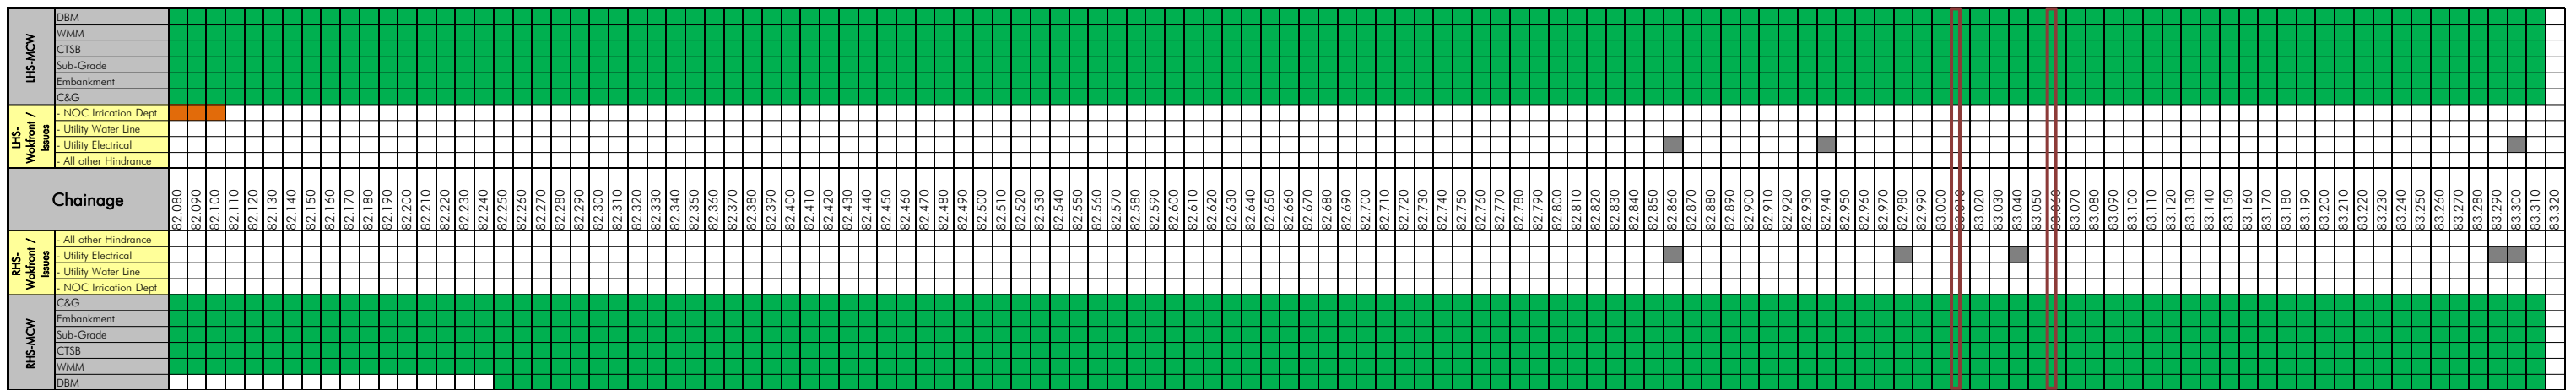 LHS-MCW
DBM
WMM
CTSB
Sub-Grade
Embankment
C&G
LHS-
Wokfront /
Issues
- NOC Irrication Dept
- Utility Water Line
- Utility Electrical
- All other Hindrance
Chainage
82.080 82.090 82.100 82.110 82.120 82.130 82.140 82.150 82.160 82.170 82.180 82.190 82.200 82.210 82.220 82.230 82.240 82.250 82.260 82.270 82.280 82.290 82.300 82.310 82.320 82.330 82.340 82.350 82.360 82.370 82.380 82.390 82.400 82.410 82.420 82.430 82.440 82.450 82.460 82.470 82.480 82.490 82.500 82.510 82.520 82.530 82.540 82.550 82.560 82.570 82.580 82.590 82.600 82.610 82.620 82.630 82.640 82.650 82.660 82.670 82.680 82.690 82.700 82.710 82.720 82.730 82.740 82.750 82.760 82.770 82.780 82.790 82.800 82.810 82.820 82.830 82.840 82.850 82.860 82.870 82.880 82.890 82.900 82.910 82.920 82.930 82.940 82.950 82.960 82.970 82.980 82.990 83.000 83.010 83.020 83.030 83.040 83.050 83.060 83.070 83.080 83.090 83.100 83.110 83.120 83.130 83.140 83.150 83.160 83.170 83.180 83.190 83.200 83.210 83.220 83.230 83.240 83.250 83.260 83.270 83.280 83.290 83.300 83.310 83.320
RHS-
Wokfront /
Issues
- All other Hindrance
- Utility Electrical
- Utility Water Line
- NOC Irrication Dept
RHS-MCW
C&G
Embankment
Sub-Grade
CTSB
WMM
DBM